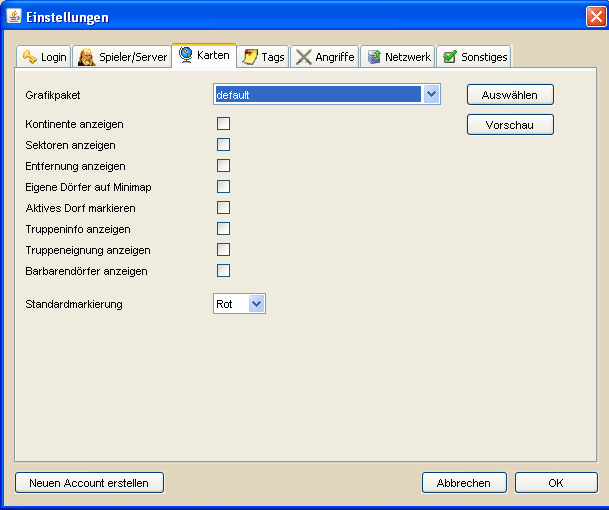 Einstellungen
Login Spieler/Server Karten Tags Angriffe Netzwerk Sonstiges
Grafikpaket default Auswählen
Kontinente anzeigen Vorschau
Sektoren anzeigen
Entfernung anzeigen
Eigene Dörfer auf Minimap
Aktives Dorf markieren
Truppeninfo anzeigen
Truppeneignung anzeigen
Barbarendörfer anzeigen
Standardmarkierung Rot
Neuen Account erstellen Abbrechen OK